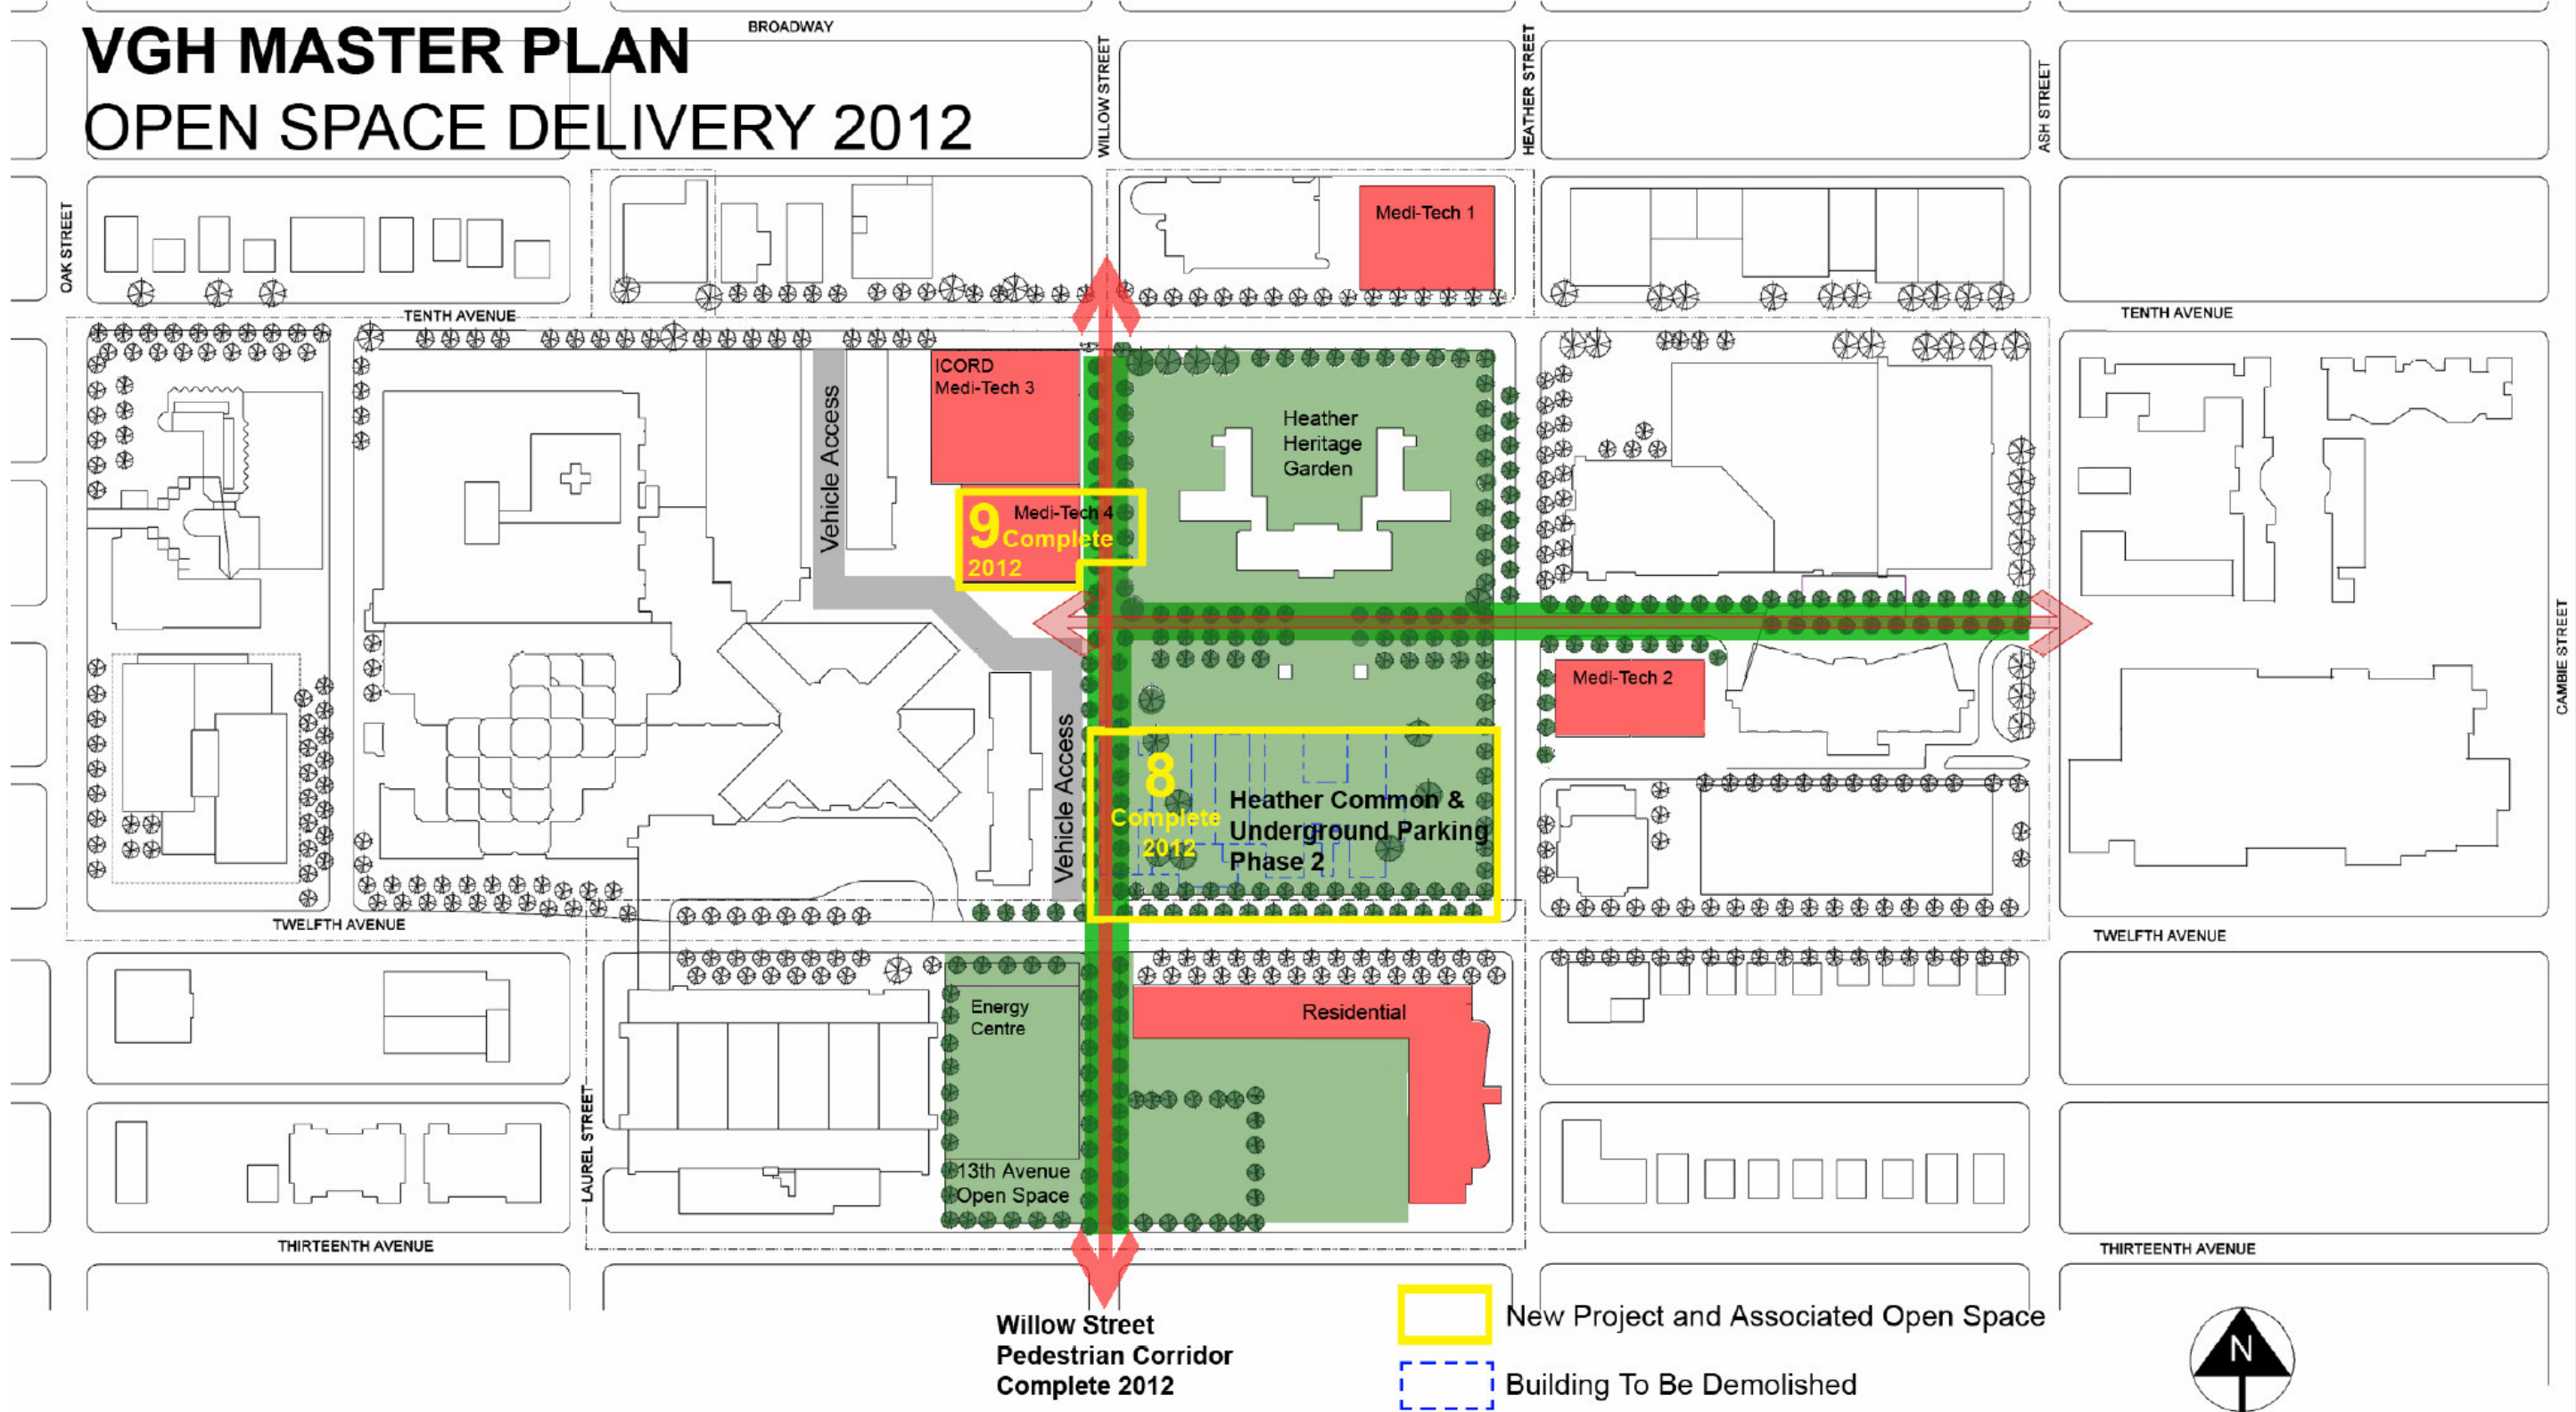 VGH MASTER PLAN
OPEN SPACE DELIVERY 2012
BROADWAY
WILLOW STREET
HEATHER STREET
ASH STREET
OAK STREET
Medi-Tech 1
TENTH AVENUE
TENTH AVENUE
ICORD
Medi-Tech 3
Vehicle Access
Heather
Heritage
Garden
9
Medi-Tech 4
Complete
2012
Medi-Tech 2
CAMBIE STREET
Vehicle Access
8
Complete
2012
Heather Common &
Underground Parking
Phase 2
TWELFTH AVENUE
TWELFTH AVENUE
Energy
Centre
Residential
LAUREL STREET
13th Avenue
Open Space
THIRTEENTH AVENUE
THIRTEENTH AVENUE
Willow Street
Pedestrian Corridor
Complete 2012
New Project and Associated Open Space
Building To Be Demolished
N